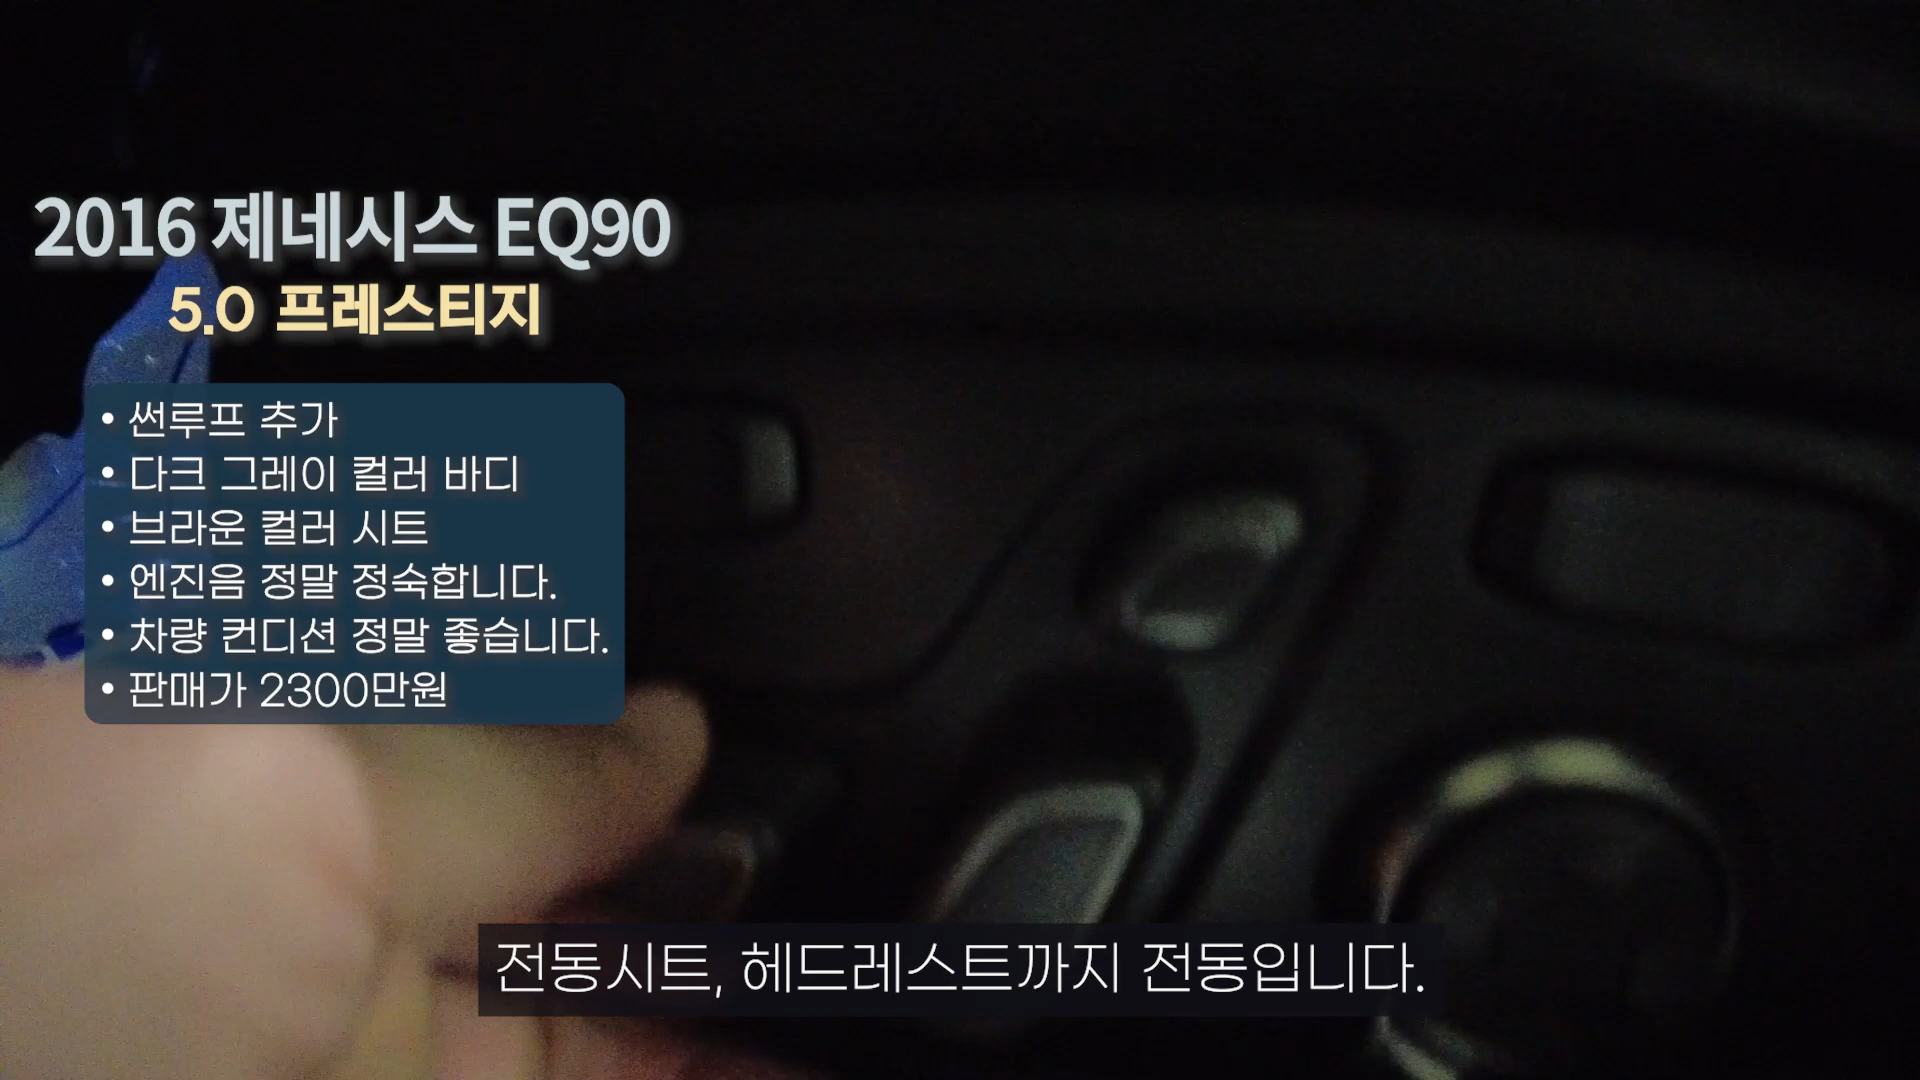 2016 제네시스 EQ90
5.0 프레스티지
• 썬루프 추가
• 다크 그레이 컬러 바디
• 브라운 컬러 시트
• 엔진음 정말 정숙합니다.
• 차량 컨디션 정말 좋습니다.
• 판매가 2300만원
전동시트, 헤드레스트까지 전동입니다.